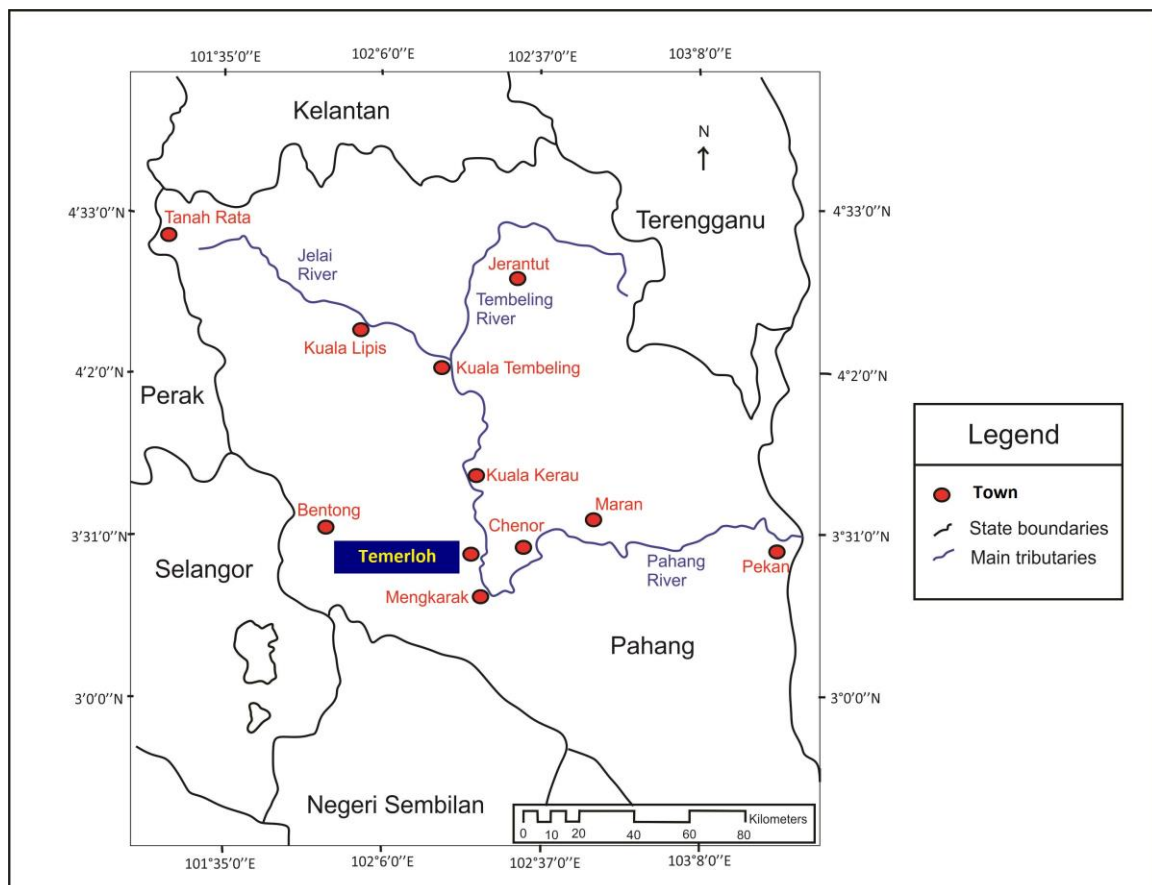 101°35'0''E
102°6'0''E
102°37'0''E
103°8'0''E
Kelantan
N
4°33'0''N
Tanah Rata
Terengganu
4°33'0''N
Jelai
River
Jerantut
Tembeling
River
Kuala Lipis
4°2'0''N
Kuala Tembeling
4°2'0''N
Perak
Legend
Kuala Kerau
Town
Bentong
Maran
State boundaries
3°31'0''N
Chenor
3°31'0''N
Main tributaries
Temerloh
Selangor
Pahang
River
Pekan
Mengkarak
Pahang
3°0'0''N
3°0'0''N
Negeri Sembilan
Kilometers
0 10 20 40 60 80
101°35'0''E
102°6'0''E
102°37'0''E
103°8'0''E